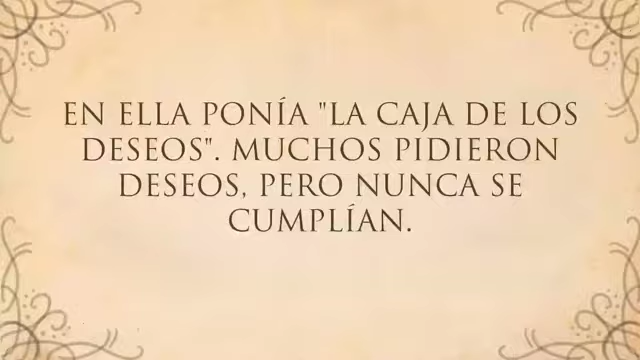 EN ELLA PONÍA "LA CAJA DE LOS
DESEOS". MUCHOS PIDIERON
DESEOS, PERO NUNCA SE
CUMPLÍAN.